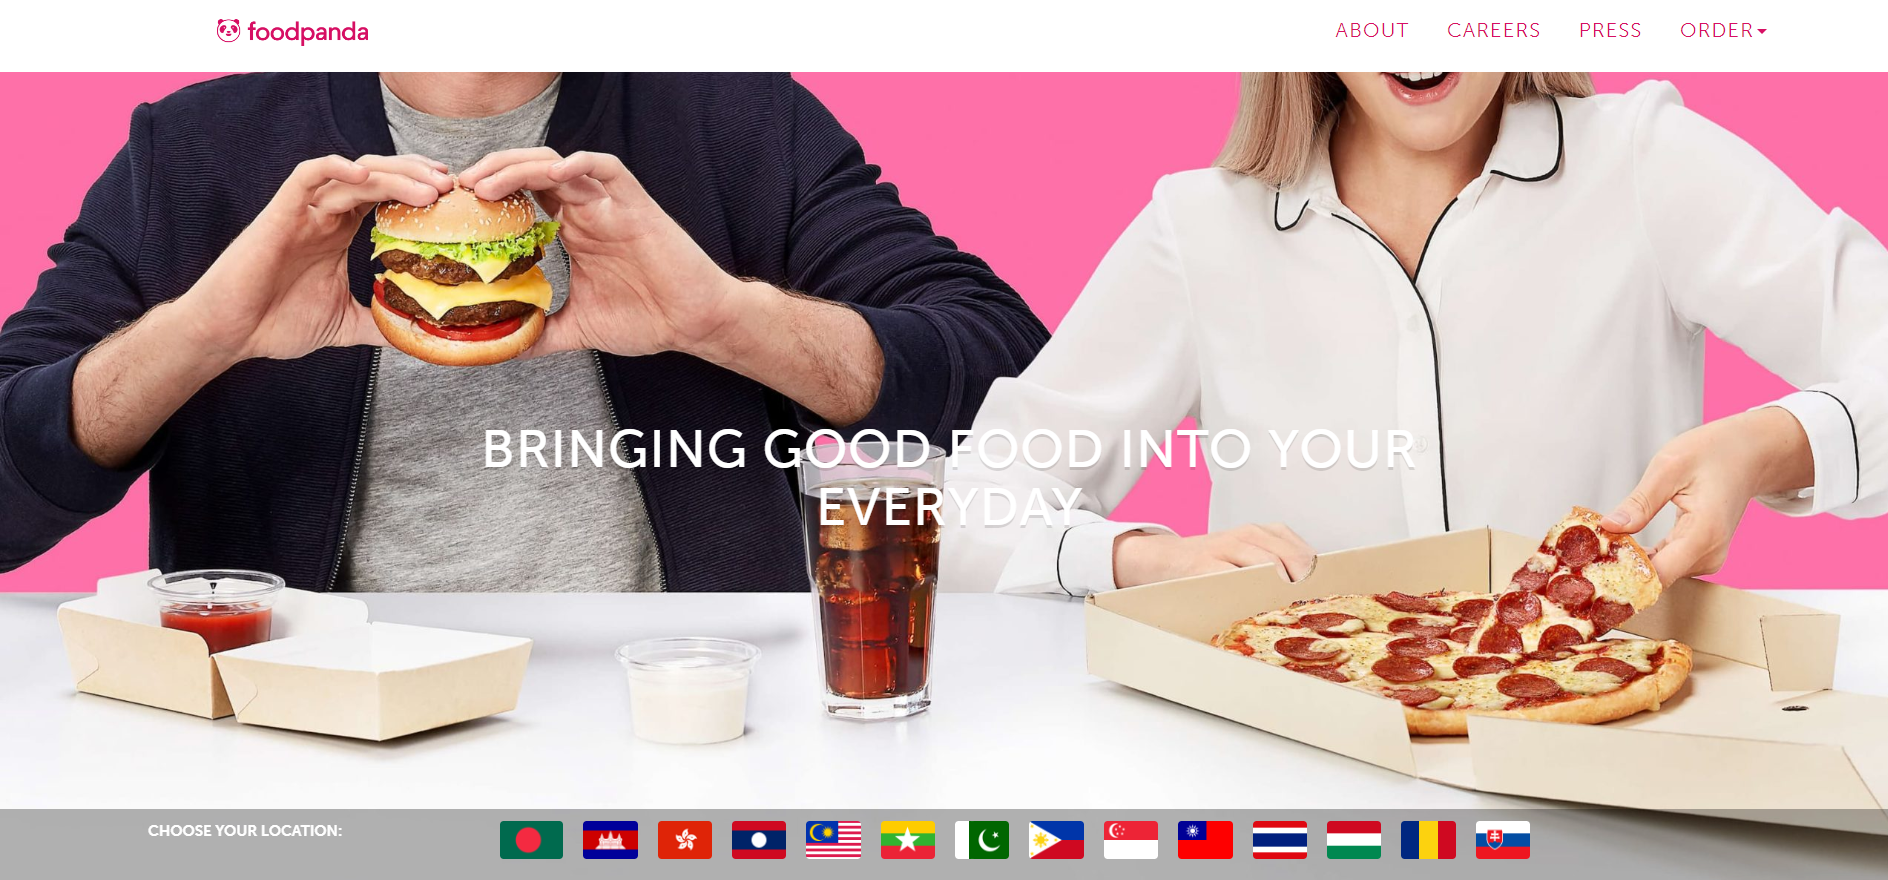 foodpanda
ABOUT
CAREERS
PRESS
ORDER
BRINGING GOOD FOOD INTO YOUR
EVERYDAY
CHOOSE YOUR LOCATION: